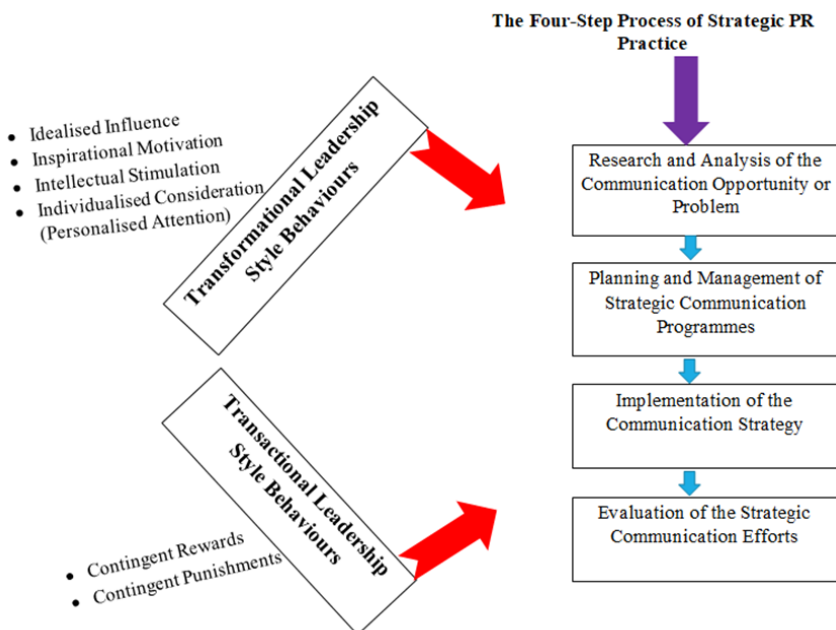 The Four-Step Process of Strategic PR
Practice
Idealised Influence
Inspirational Motivation
Intellectual Stimulation
Individualised Consideration
(Personalised Attention)
Transformational Leadership
Style Behaviours
Research and Analysis of the
Communication Opportunity or
Problem
Planning and Management of
Strategic Communication
Programmes
Implementation of the
Communication Strategy
Evaluation of the Strategic
Communication Efforts
Transactional Leadership
Style Behaviours
Contingent Rewards
Contingent Punishments